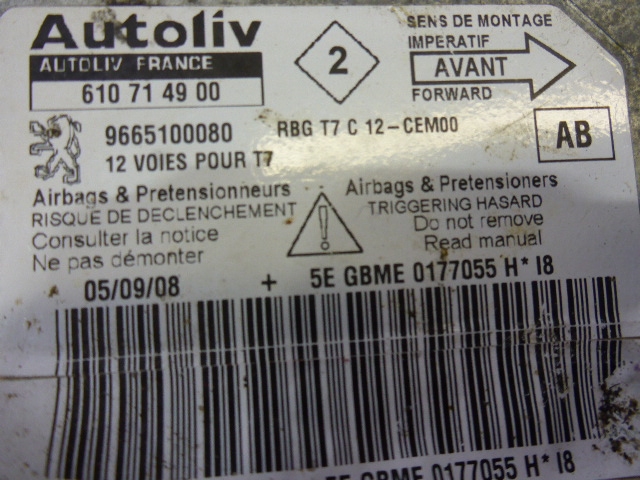 Autoliv
AUTOLIV FRANCE
610 71 49 00
2
SENS DE MONTAGE
IMPERATIF
AVANT
FORWARD
9665100080
RBG T7 C 12-CEM00
12 VOIES POUR T7
AB
Airbags & Pretensionneurs
RISQUE DE DECLENCHEMENT
Consulter la notice
Ne pas démonter
!
Airbags & Pretensioners
TRIGGERING HASARD
Do not remove
Read manual
05/09/08 + 5E GBME 0177055 H* I8
5E GBME 0177055 H* I8